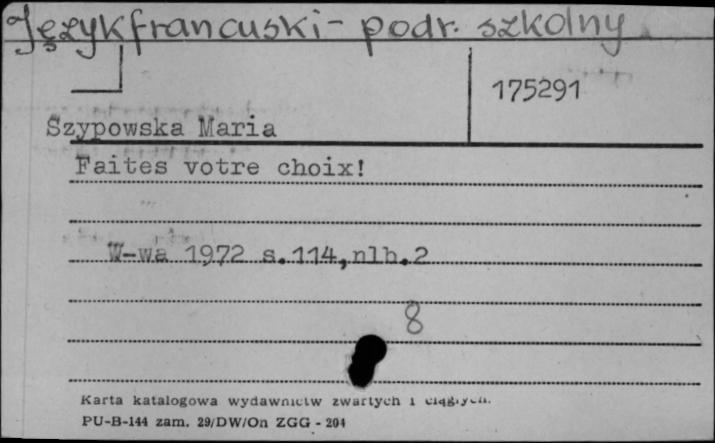 Język francuski - podr. szkolny
175291
Szypowska Maria
Faites votre choix!
W-wa 1972 s.114,nlb.2
8
Karta katalogowa wydawnictw zwartych i ciągłych.
PU-B-144 zam. 29/DW/On ZGG - 204